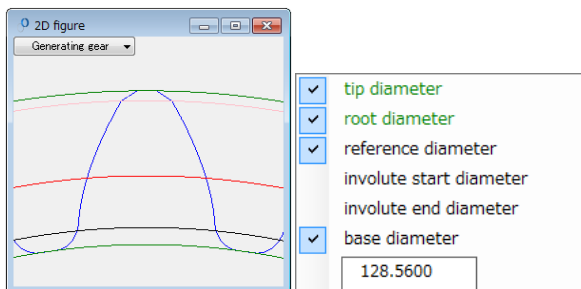 2D figure
Generating gear
tip diameter
root diameter
reference diameter
involute start diameter
involute end diameter
base diameter
128.5600